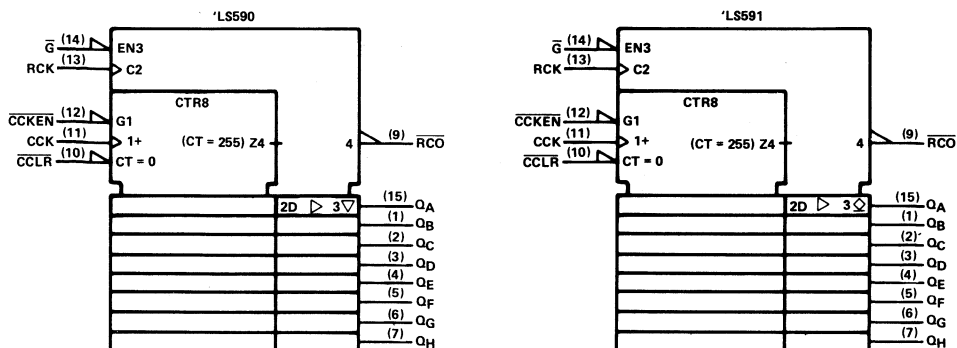 'LS590
G (14) EN3
RCK (13) C2
CTR8
CCKEN (12) G1
CCK (11) 1+ (CT = 255) Z4 4 (9) RCO
CCLR (10) CT = 0
2D 3 (15) QA
(1) QB
(2) QC
(3) QD
(4) QE
(5) QF
(6) QG
(7) QH
'LS591
G (14) EN3
RCK (13) C2
CTR8
CCKEN (12) G1
CCK (11) 1+ (CT = 255) Z4 4 (9) RCO
CCLR (10) CT = 0
2D 3 (15) QA
(1) QB
(2) QC
(3) QD
(4) QE
(5) QF
(6) QG
(7) QH